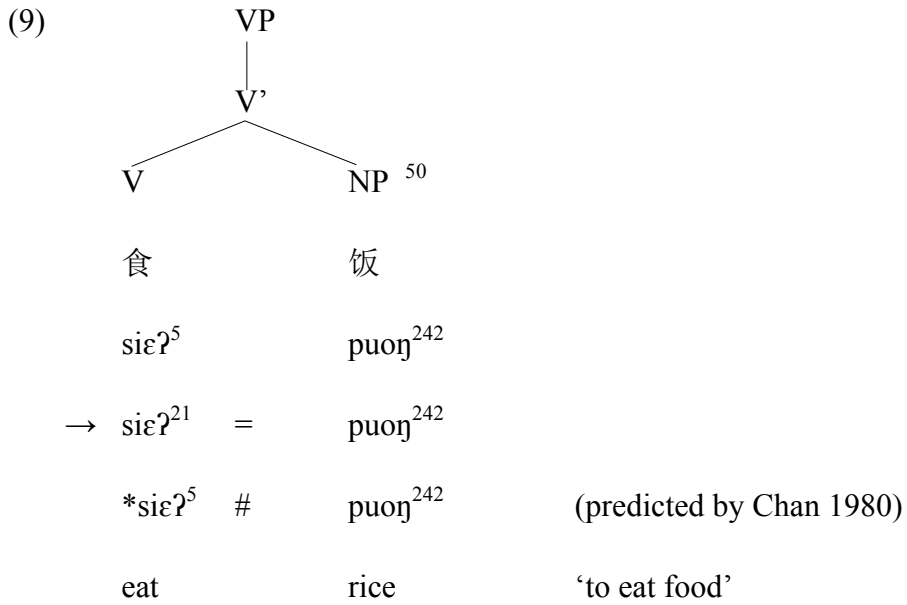 (9) VP
V’
V NP ⁵⁰
食 饭
siɛʔ⁵ puoŋ²⁴²
→ siɛʔ²¹ = puoŋ²⁴²
*siɛʔ⁵ # puoŋ²⁴² (predicted by Chan 1980)
eat rice ‘to eat food’